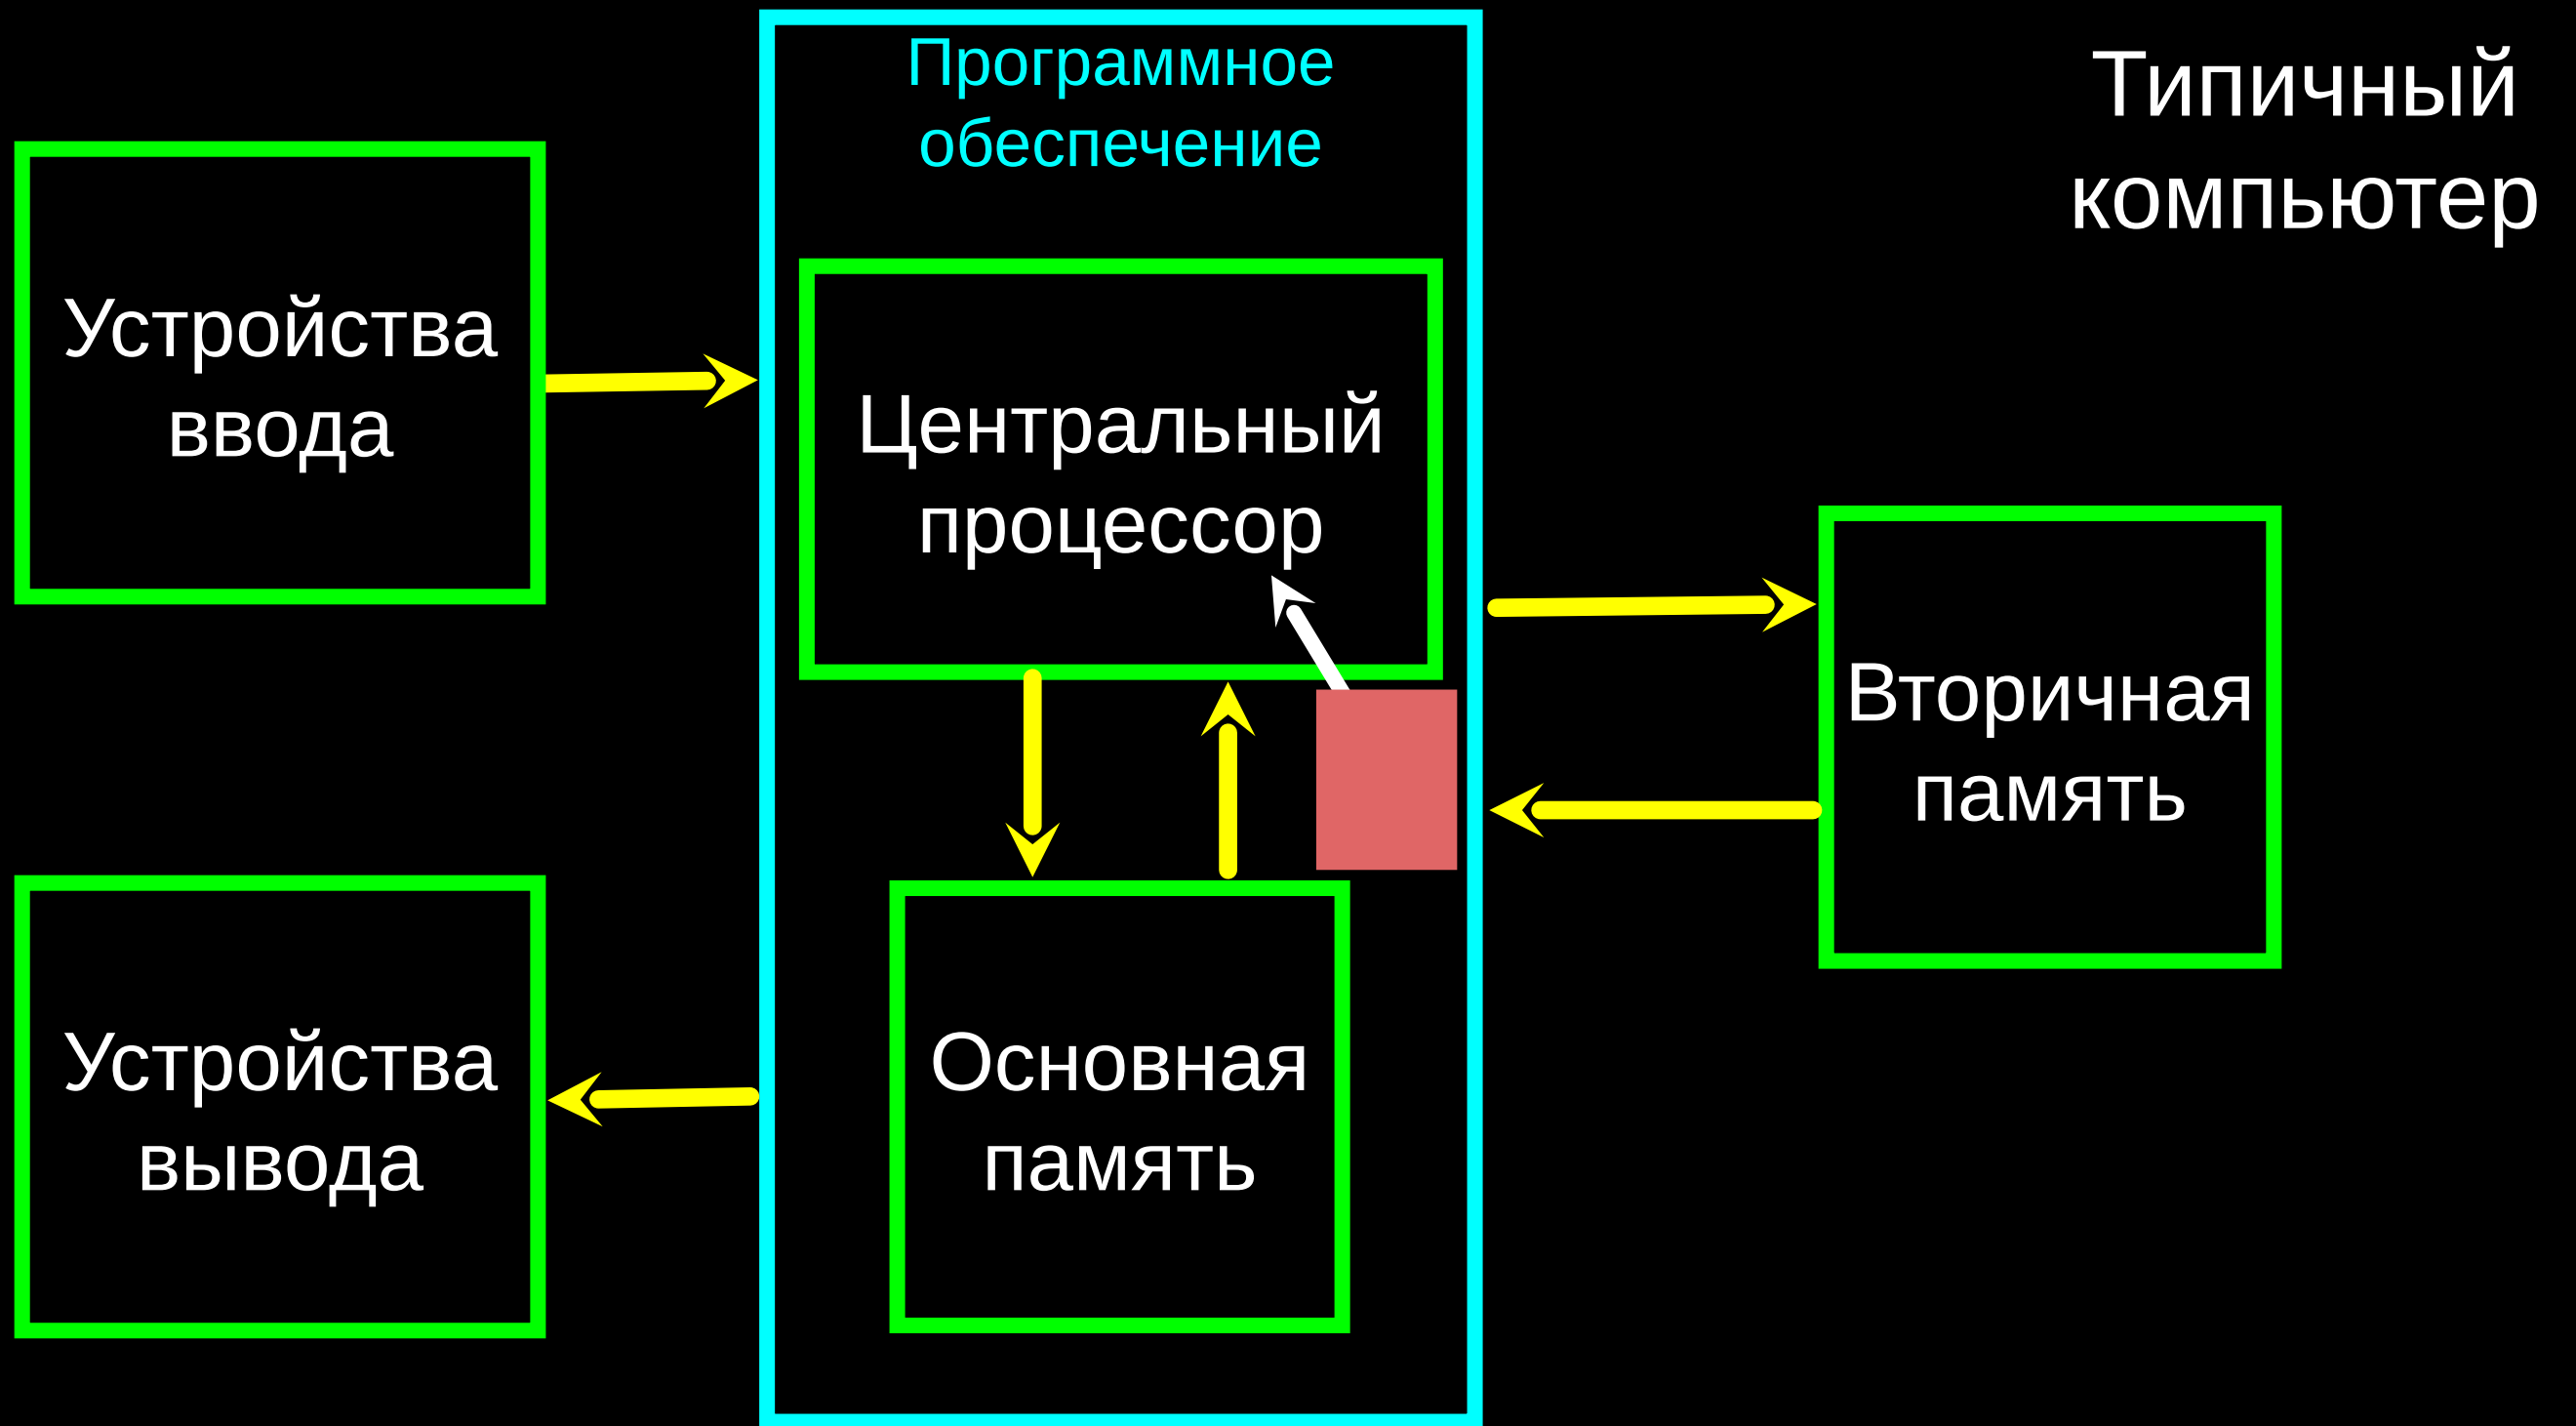 Типичный
компьютер
Программное
обеспечение
Устройства
ввода
Центральный
процессор
Вторичная
память
Устройства
вывода
Основная
память